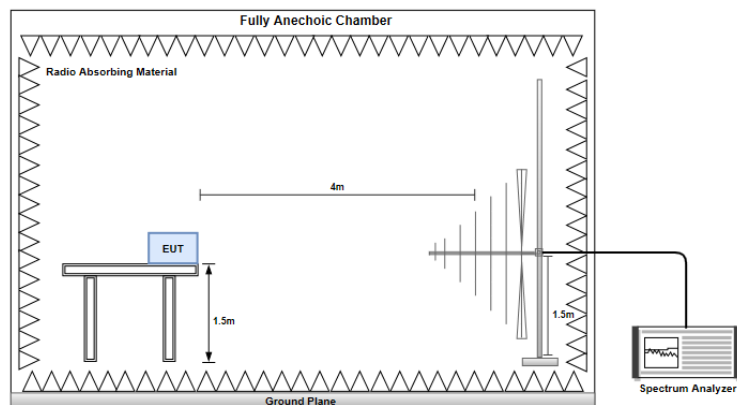 Fully Anechoic Chamber
Radio Absorbing Material
4m
EUT
1.5m
1.5m
Spectrum Analyzer
Ground Plane